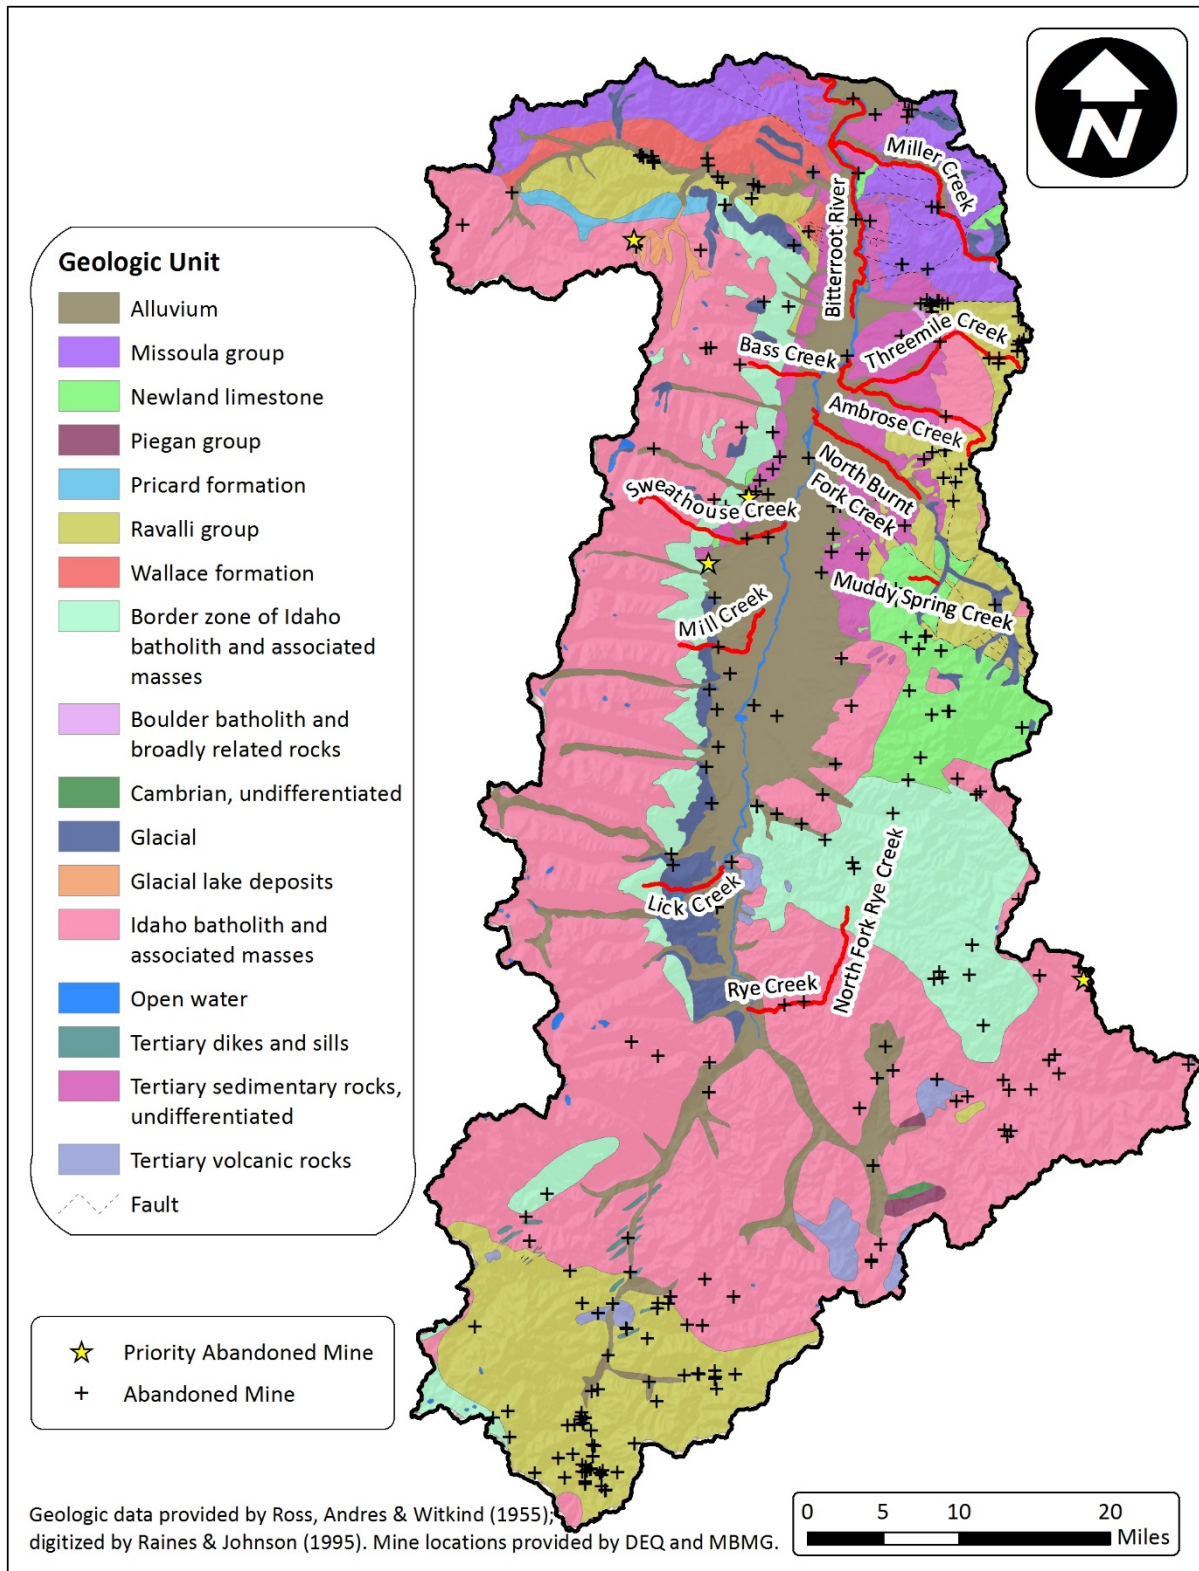 N
Miller Creek
Bitterroot River
Threemile Creek
Bass Creek
Ambrose Creek
North Burnt
Fork Creek
Sweathouse Creek
Muddy Spring Creek
Mill Creek
North Fork Rye Creek
Lick Creek
Rye Creek
Geologic Unit
Alluvium
Missoula group
Newland limestone
Piegan group
Pricard formation
Ravalli group
Wallace formation
Border zone of Idaho
batholith and associated
masses
Boulder batholith and
broadly related rocks
Cambrian, undifferentiated
Glacial
Glacial lake deposits
Idaho batholith and
associated masses
Open water
Tertiary dikes and sills
Tertiary sedimentary rocks,
undifferentiated
Tertiary volcanic rocks
Fault
Priority Abandoned Mine
Abandoned Mine
Geologic data provided by Ross, Andres & Witkind (1955);
digitized by Raines & Johnson (1995). Mine locations provided by DEQ and MBMG.
0 5 10 20
Miles